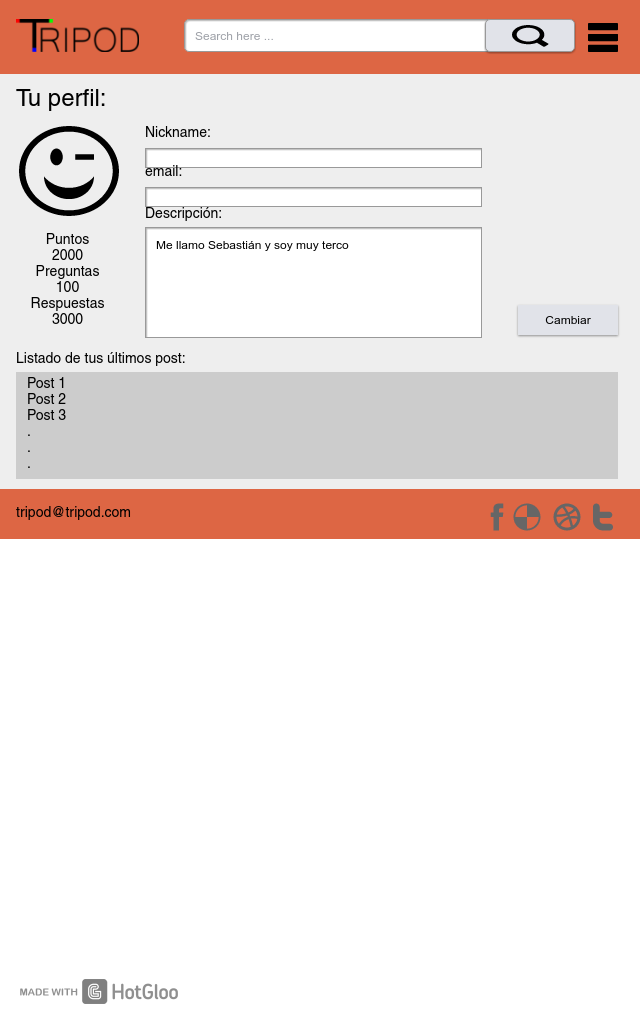 TRIPOD
Search here ...
Tu perfil:
Nickname:
email:
Descripción:
Me llamo Sebastián y soy muy terco
Puntos
2000
Preguntas
100
Respuestas
3000
Cambiar
Listado de tus últimos post:
Post 1
Post 2
Post 3
.
.
.
tripod@tripod.com
MADE WITH HotGloo